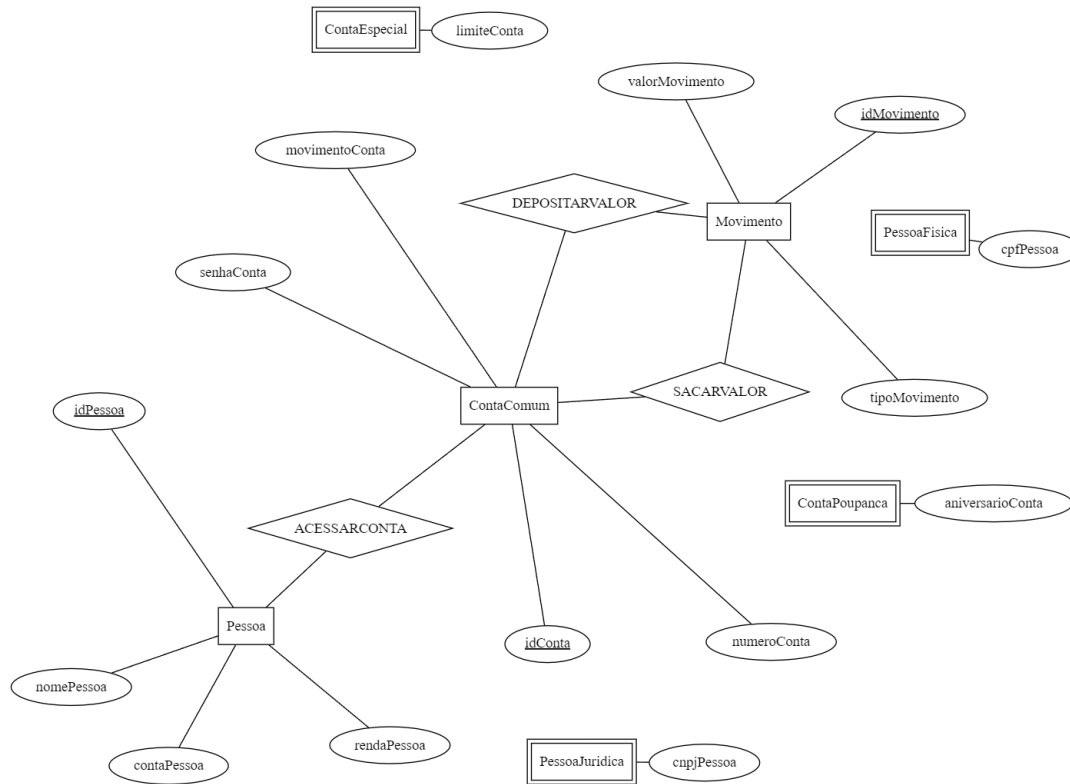 ContaEspecial
limiteConta
valorMovimento
idMovimento
movimentoConta
DEPOSITARVALOR
Movimento
PessoaFisica
cpfPessoa
senhaConta
SACARVALOR
tipoMovimento
ContaComum
idPessoa
ContaPoupanca
aniversarioConta
ACESSARCONTA
Pessoa
idConta
numeroConta
nomePessoa
rendaPessoa
contaPessoa
PessoaJuridica
cnpjPessoa